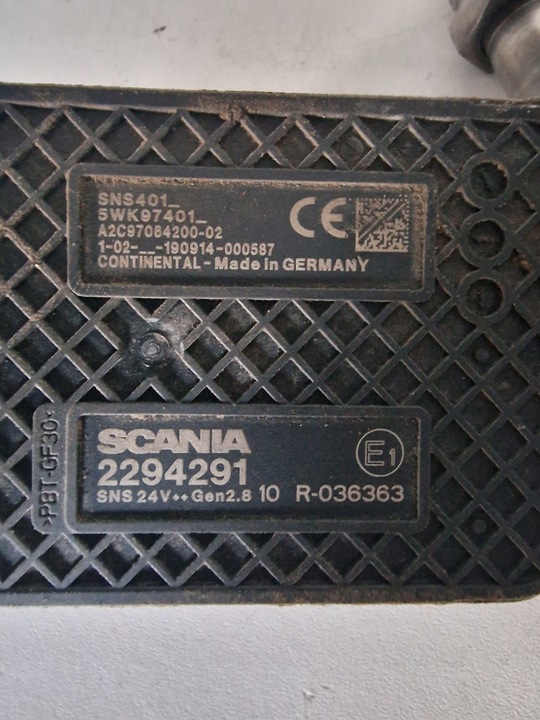 SNS401_
5WK97401_
A2C97064200-02
1-02-__-190914-000587
CONTINENTAL - Made in GERMANY
CE
SCANIA
2294291
SNS 24V++ Gen2.8 10 R-036363
E1
>PBT-GF30<